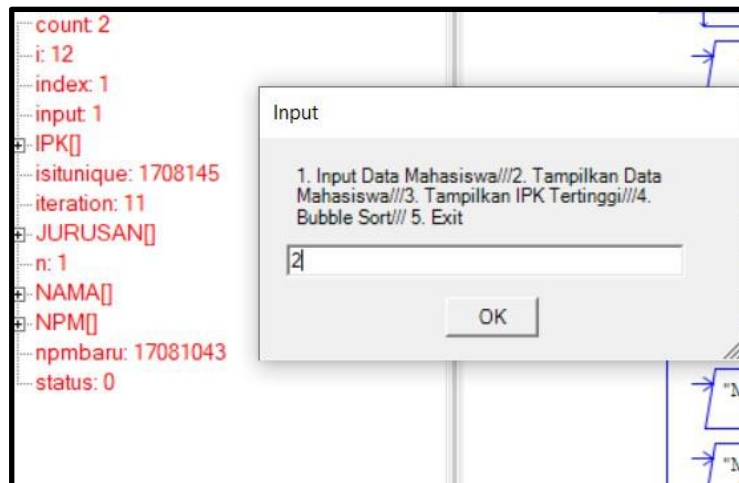 count: 2
i: 12
index: 1
input: 1
IPK[]
isitunique: 1708145
iteration: 11
JURUSAN[]
n: 1
NAMA[]
NPM[]
npmbaru: 17081043
status: 0
Input
1. Input Data Mahasiswa///2. Tampilkan Data
Mahasiswa///3. Tampilkan IPK Tertinggi///4.
Bubble Sort/// 5. Exit
2
OK